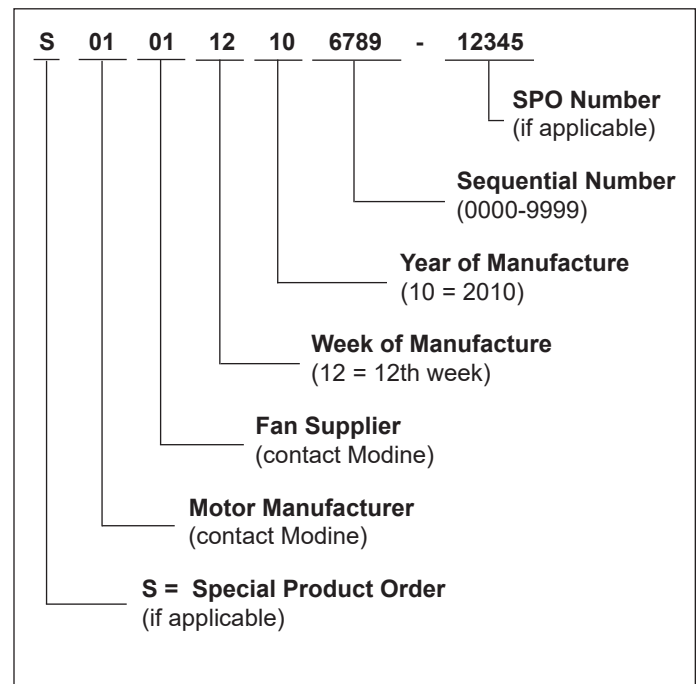 S 01 01 12 10 6789 - 12345
SPO Number
(if applicable)
Sequential Number
(0000-9999)
Year of Manufacture
(10 = 2010)
Week of Manufacture
(12 = 12th week)
Fan Supplier
(contact Modine)
Motor Manufacturer
(contact Modine)
S = Special Product Order
(if applicable)